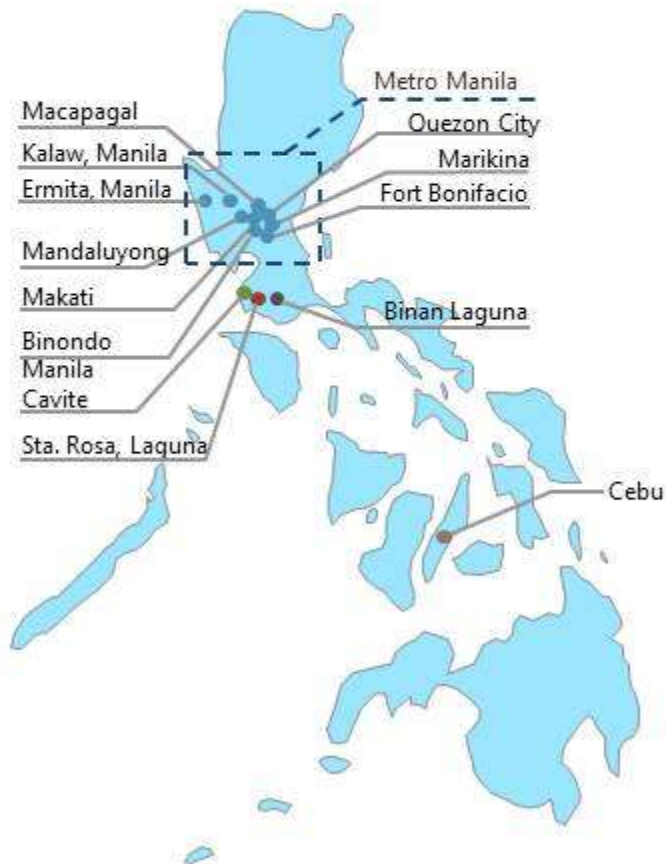 Metro Manila
Macapagal
Quezon City
Kalaw, Manila
Marikina
Ermita, Manila
Fort Bonifacio
Mandaluyong
Makati
Binan Laguna
Binondo
Manila
Cavite
Sta. Rosa, Laguna
Cebu